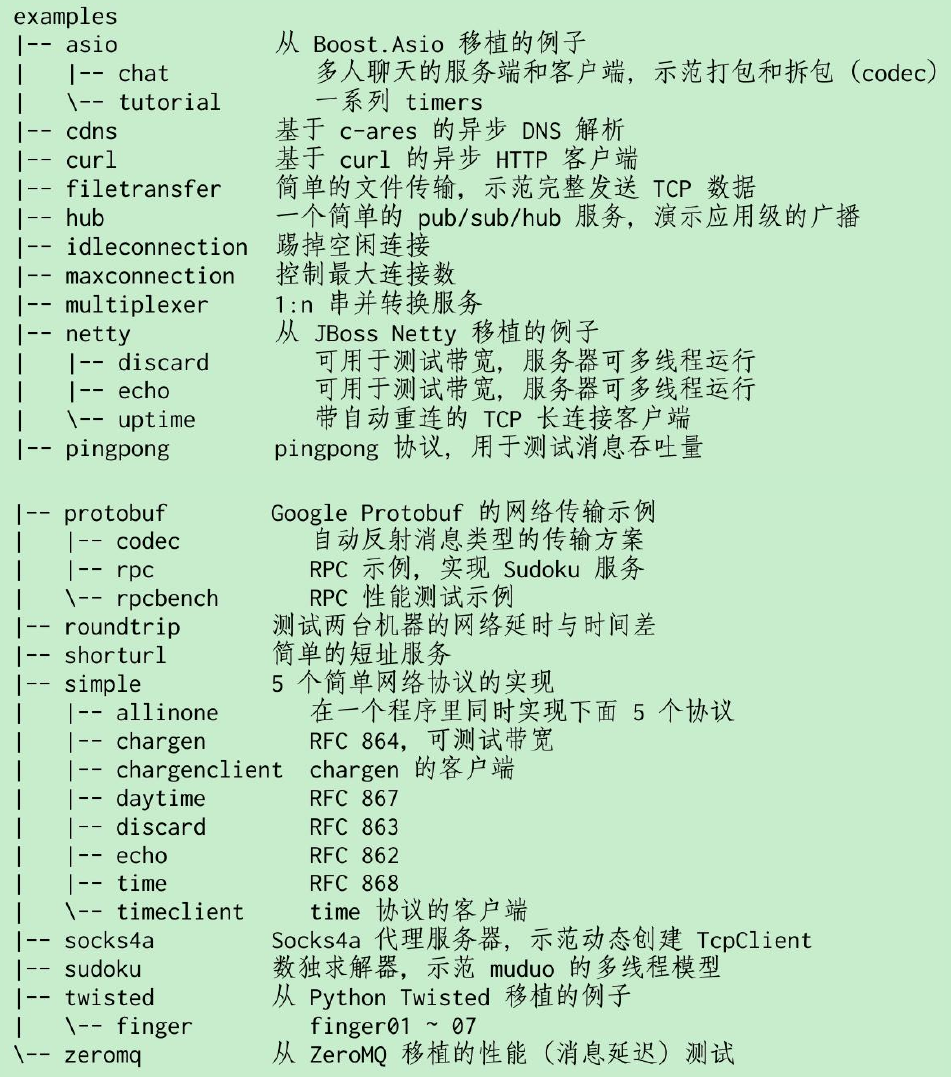 examples
|-- asio            从 Boost.Asio 移植的例子
|   |-- chat           多人聊天的服务端和客户端, 示范打包和拆包 (codec)
|   \-- tutorial       一系列 timers
|-- cdns            基于 c-ares 的异步 DNS 解析
|-- curl            基于 curl 的异步 HTTP 客户端
|-- filetransfer    简单的文件传输, 示范完整发送 TCP 数据
|-- hub             一个简单的 pub/sub/hub 服务, 演示应用级的广播
|-- idleconnection  踢掉空闲连接
|-- maxconnection   控制最大连接数
|-- multiplexer     1:n 串并转换服务
|-- netty           从 JBoss Netty 移植的例子
|   |-- discard        可用于测试带宽, 服务器可多线程运行
|   |-- echo           可用于测试带宽, 服务器可多线程运行
|   \-- uptime         带自动重连的 TCP 长连接客户端
|-- pingpong        pingpong 协议, 用于测试消息吞吐量
|-- protobuf        Google Protobuf 的网络传输示例
|   |-- codec          自动反射消息类型的传输方案
|   |-- rpc            RPC 示例, 实现 Sudoku 服务
|   \-- rpcbench       RPC 性能测试示例
|-- roundtrip       测试两台机器的网络延时与时间差
|-- shorturl        简单的短址服务
|-- simple          5 个简单网络协议的实现
|   |-- allinone       在一个程序里同时实现下面 5 个协议
|   |-- chargen        RFC 864, 可测试带宽
|   |-- chargenclient  chargen 的客户端
|   |-- daytime        RFC 867
|   |-- discard        RFC 863
|   |-- echo           RFC 862
|   |-- time           RFC 868
|   \-- timeclient     time 协议的客户端
|-- socks4a         Socks4a 代理服务器, 示范动态创建 TcpClient
|-- sudoku          数独求解器, 示范 muduo 的多线程模型
|-- twisted         从 Python Twisted 移植的例子
|   \-- finger         finger01 ~ 07
\-- zeromq          从 ZeroMQ 移植的性能 (消息延迟) 测试